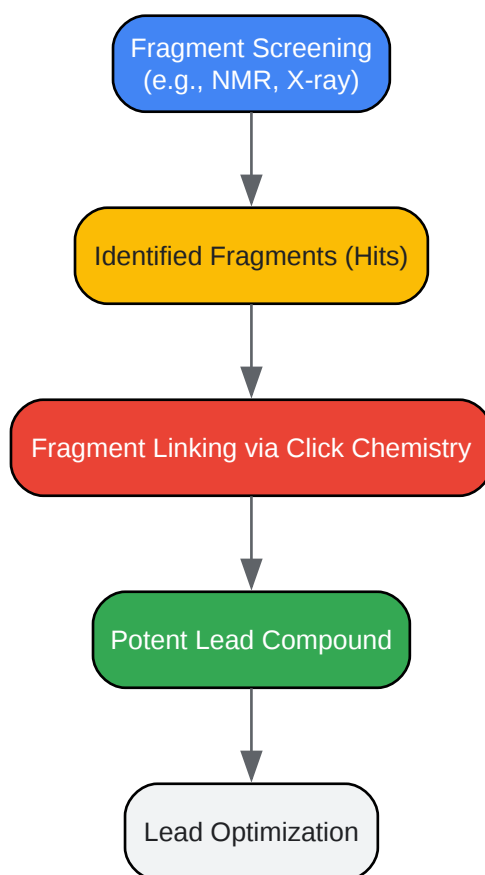 Fragment Screening
(e.g., NMR, X-ray)
Identified Fragments (Hits)
Fragment Linking via Click Chemistry
Potent Lead Compound
Lead Optimization